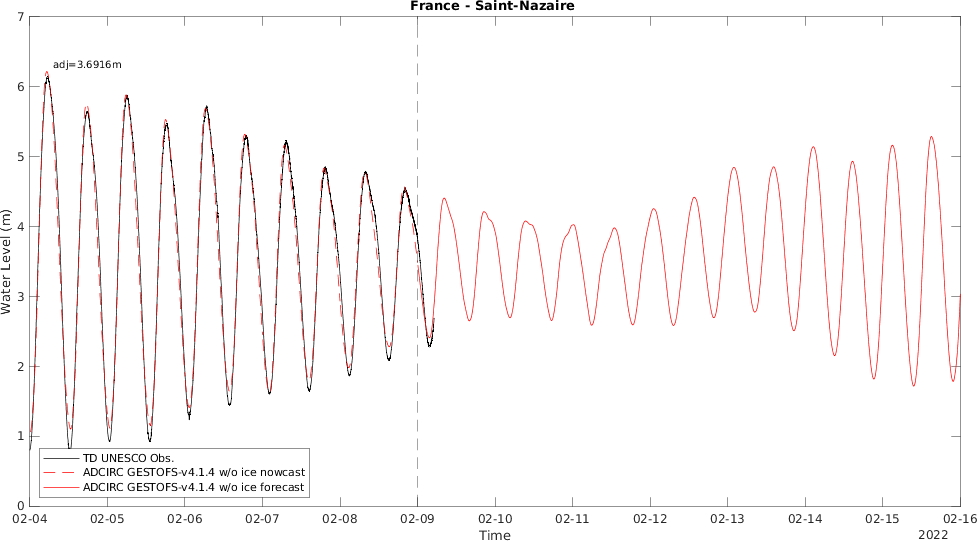 France - Saint-Nazaire
adj=3.6916m
7
6
5
4
3
2
1
0
Water Level (m)
TD UNESCO Obs.
ADCIRC GESTOFS-v4.1.4 w/o ice nowcast
ADCIRC GESTOFS-v4.1.4 w/o ice forecast
02-04 02-05 02-06 02-07 02-08 02-09 02-10 02-11 02-12 02-13 02-14 02-15 02-16
Time
2022